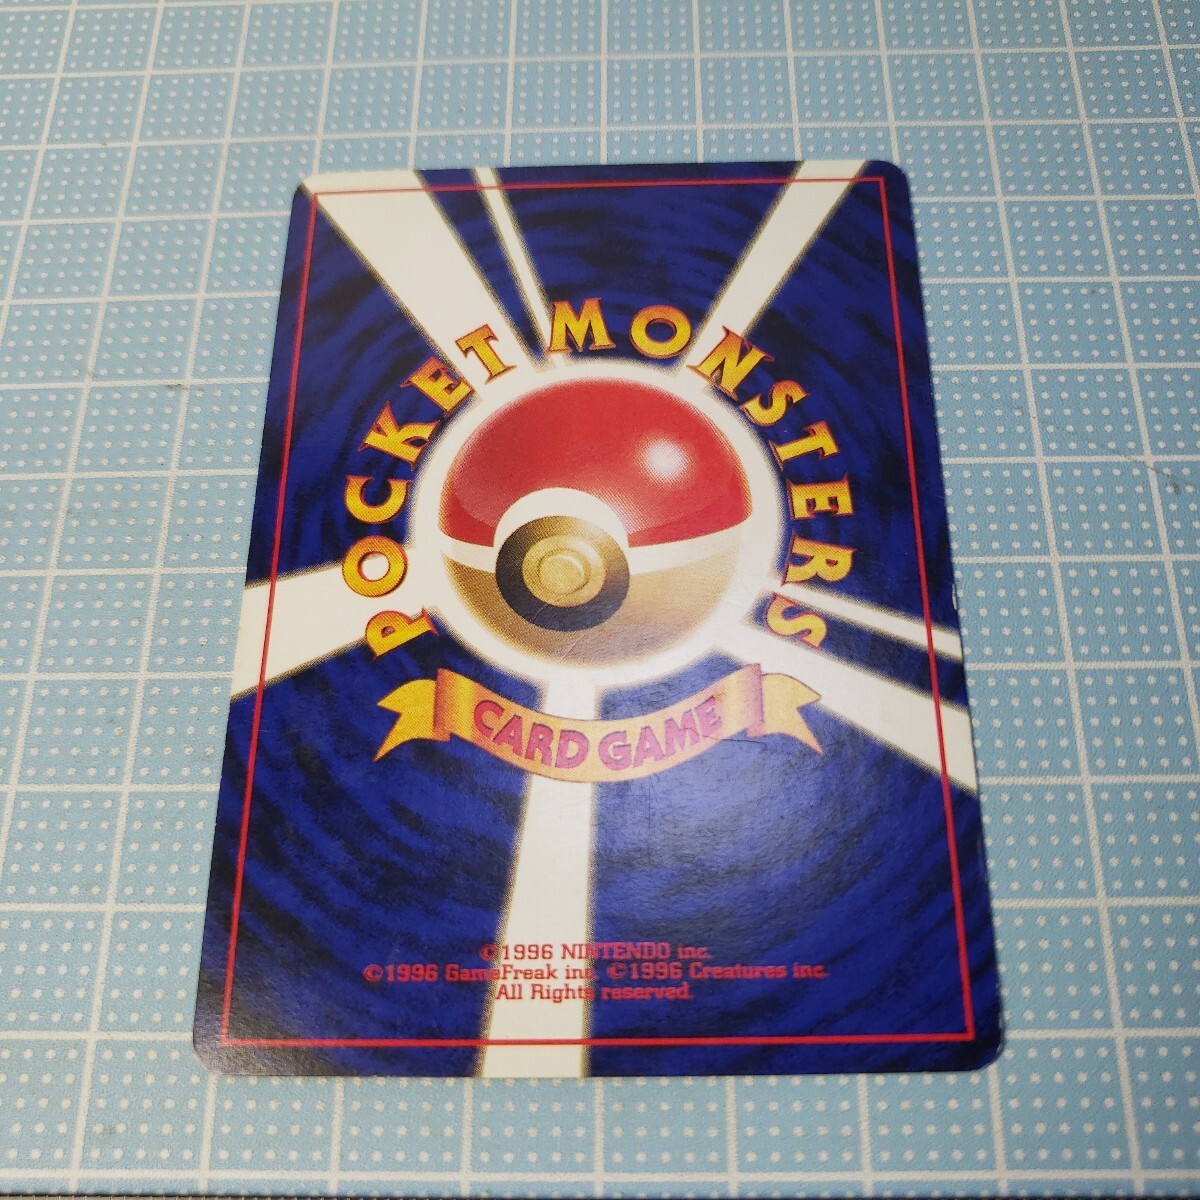 POCKET MONSTERS
CARD GAME
©1996 NINTENDO inc.
©1996 GameFreak inc. ©1996 Creatures inc.
All Rights reserved.